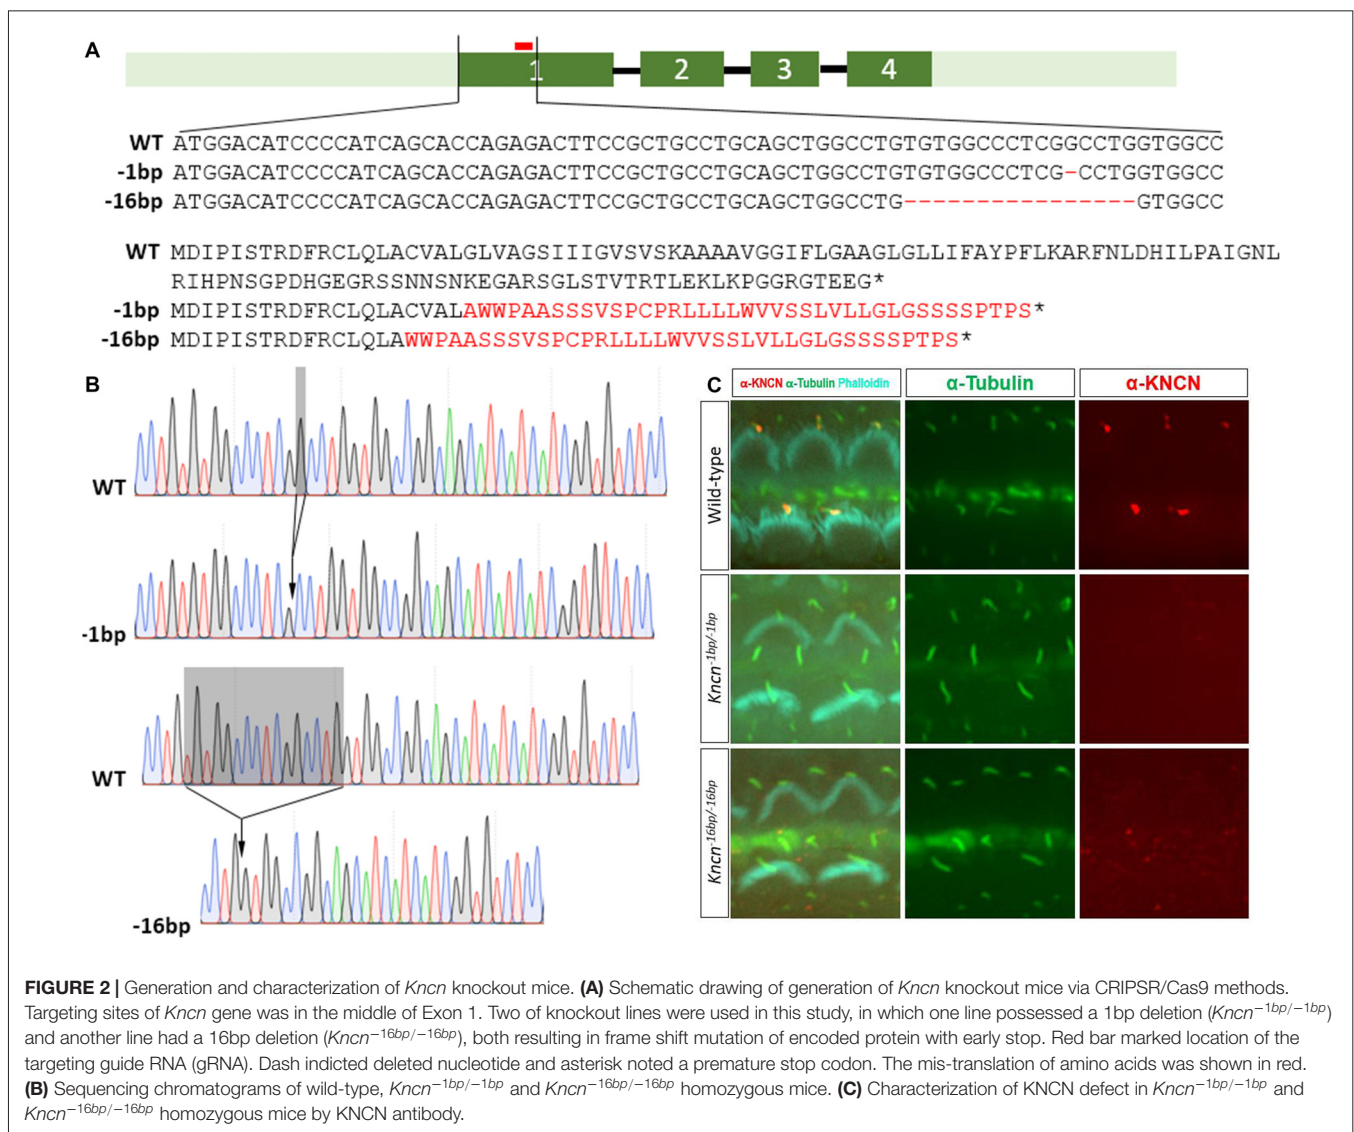 A
1 2 3 4
WT ATGGACATCCCCATCAGCACCAGAGACTTCCGCTGCCTGCAGCTGGCCTGTGTGGCCCTCGGCCTGGTGGCC
-1bp ATGGACATCCCCATCAGCACCAGAGACTTCCGCTGCCTGCAGCTGGCCTGTGTGGCCCTCG-CCTGGTGGCC
-16bp ATGGACATCCCCATCAGCACCAGAGACTTCCGCTGCCTGCAGCTGGCCTG----------------GTGGCC
WT MDIPISTRDFRCLQLACVALGLVAGSIIIGVSVSKAAAAVGGIFLGAAGLGLLIFAYPFLKARFNLDHILPAIGNL
RIHPNSGPDHGEGRSSNNSNKEGARSGLSTVTRTLEKLKPGGRGTEEG*
-1bp MDIPISTRDFRCLQLACVALAWWPAASSSVSPCPRLLLLWVVSSLVLLGLGSSSSPTPS*
-16bp MDIPISTRDFRCLQLAWWPAASSSVSPCPRLLLLWVVSSLVLLGLGSSSSPTPS*
B
WT
-1bp
WT
-16bp
C
α-KNCN α-Tubulin Phalloidin
α-Tubulin
α-KNCN
Wild-type
Kncn-1bp/-1bp
Kncn-16bp/-16bp
FIGURE 2 | Generation and characterization of Kncn knockout mice. (A) Schematic drawing of generation of Kncn knockout mice via CRIPSR/Cas9 methods.
Targeting sites of Kncn gene was in the middle of Exon 1. Two of knockout lines were used in this study, in which one line possessed a 1bp deletion (Kncn−1bp/−1bp)
and another line had a 16bp deletion (Kncn−16bp/−16bp), both resulting in frame shift mutation of encoded protein with early stop. Red bar marked location of the
targeting guide RNA (gRNA). Dash indicted deleted nucleotide and asterisk noted a premature stop codon. The mis-translation of amino acids was shown in red.
(B) Sequencing chromatograms of wild-type, Kncn−1bp/−1bp and Kncn−16bp/−16bp homozygous mice. (C) Characterization of KNCN defect in Kncn−1bp/−1bp and
Kncn−16bp/−16bp homozygous mice by KNCN antibody.